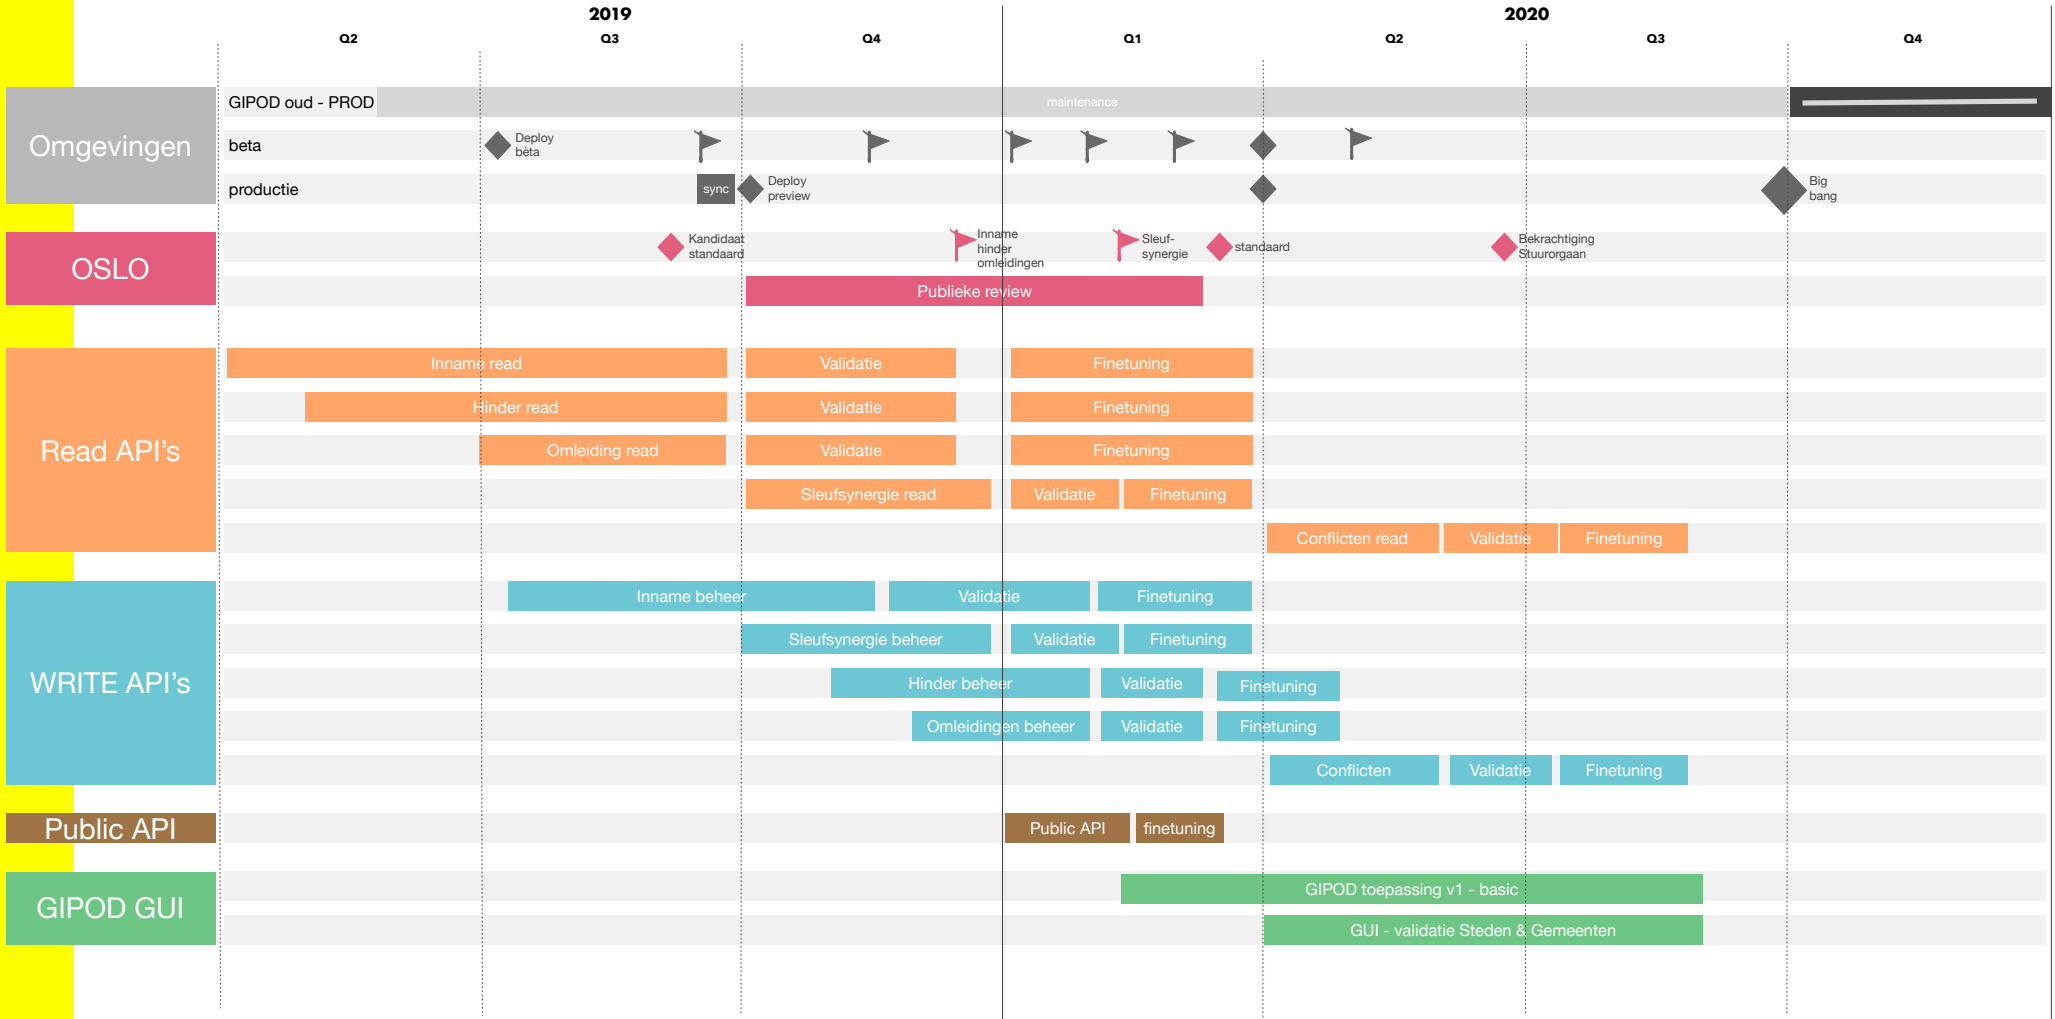 2019
2020
Q2
Q3
Q4
Q1
Q2
Q3
Q4
Omgevingen
GIPOD oud - PROD
maintenance
beta
Deploy
bèta
productie
sync
Deploy
preview
Big
bang
OSLO
Kandidaat
standaard
Inname
hinder
omleidingen
Sleuf-
synergie
standaard
Bekrachtiging
Stuurorgaan
Publieke review
Read API's
Inname read
Validatie
Finetuning
Hinder read
Validatie
Finetuning
Omleiding read
Validatie
Finetuning
Sleufsynergie read
Validatie
Finetuning
Conflicten read
Validatie
Finetuning
WRITE API's
Inname beheer
Validatie
Finetuning
Sleufsynergie beheer
Validatie
Finetuning
Hinder beheer
Validatie
Finetuning
Omleidingen beheer
Validatie
Finetuning
Conflicten
Validatie
Finetuning
Public API
Public API
finetuning
GIPOD GUI
GIPOD toepassing v1 - basic
GUI - validatie Steden & Gemeenten